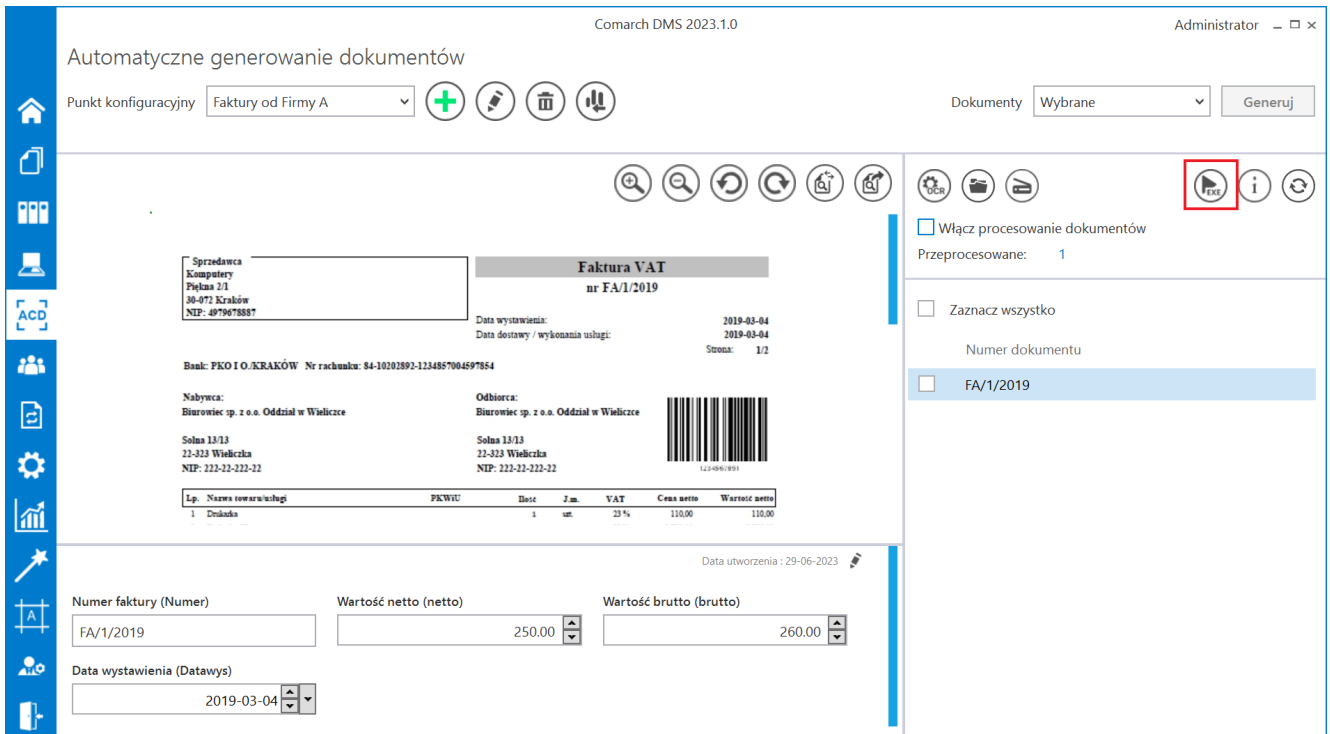 Comarch DMS 2023.1.0
Administrator
Automatyczne generowanie dokumentów
Punkt konfiguracyjny Faktury od Firmy A
Dokumenty Wybrane Generuj
ACD
A
OCR
EXE
i
Włącz procesowanie dokumentów
Przeprocesowane: 1
Zaznacz wszystko
Numer dokumentu
FA/1/2019
Sprzedawca
Komputery
Piękna 2/1
30-072 Kraków
NIP: 4979678887
Faktura VAT
nr FA/1/2019
Data wystawienia: 2019-03-04
Data dostawy / wykonania usługi: 2019-03-04
Strona: 1/2
Bank: PKO I O./KRAKÓW Nr rachunku: 84-10202892-1234567004597854
Nabywca:
Biurowiec sp. z o.o. Oddział w Wieliczce
Solna 13/13
22-323 Wieliczka
NIP: 222-22-222-22
Odbiorca:
Biurowiec sp. z o.o. Oddział w Wieliczce
Solna 13/13
22-323 Wieliczka
NIP: 222-22-222-22
1234567891
Lp. Nazwa towaru/usługi PKWiU Ilość J.m. VAT Cena netto Wartość netto
1 Drukarka 1 szt. 23 % 110,00 110,00
Data utworzenia : 29-06-2023
Numer faktury (Numer)
FA/1/2019
Wartość netto (netto)
250.00
Wartość brutto (brutto)
260.00
Data wystawienia (Datawys)
2019-03-04